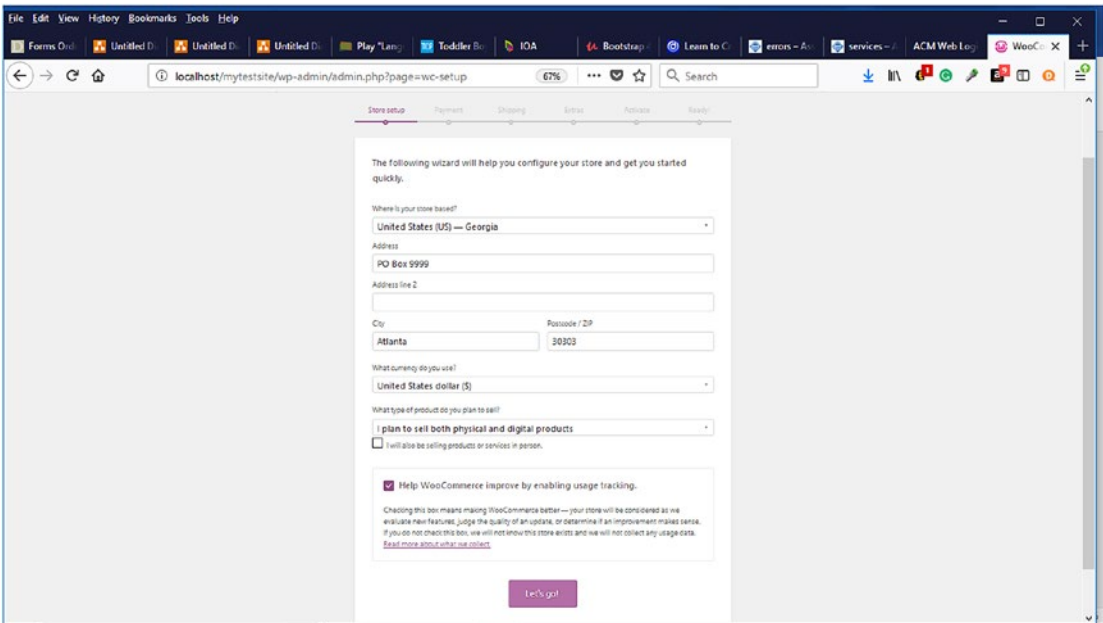 File Edit View History Bookmarks Tools Help
Forms Ord Untitled D Untitled Di Untitled Di Play "Lang Toddler Bo IOA Bootstrap Learn to C errors – As services – A ACM Web Log WooCo
localhost/mytestsite/wp-admin/admin.php?page=wc-setup 67% Search
Store setup Payment Shipping Extras Activate Ready!
The following wizard will help you configure your store and get you started
quickly.
Where is your store based?
United States (US) — Georgia
Address
PO Box 9999
Address line 2
City Postcode / ZIP
Atlanta 30303
What currency do you use?
United States dollar ($)
What type of product do you plan to sell?
I plan to sell both physical and digital products
I will also be selling products or services in person.
Help WooCommerce improve by enabling usage tracking.
Checking this box means making WooCommerce better — your store will be considered as we
evaluate new features, judge the quality of an update, or determine if an improvement makes sense.
If you do not check this box, we will not know this store exists and we will not collect any usage data.
Read more about what we collect.
Let's go!